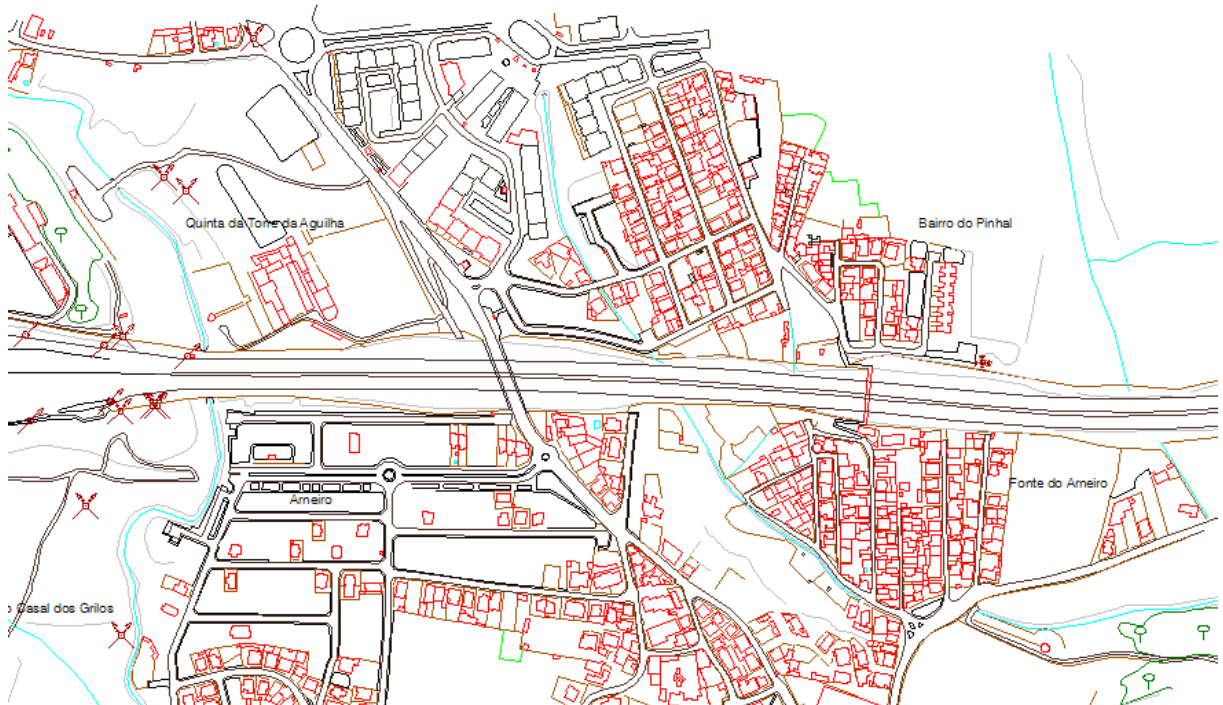 Quinta da Torre da Aguilha
Bairro do Pinhal
Fonte do Arneiro
Arneiro
o Casal dos Grilos